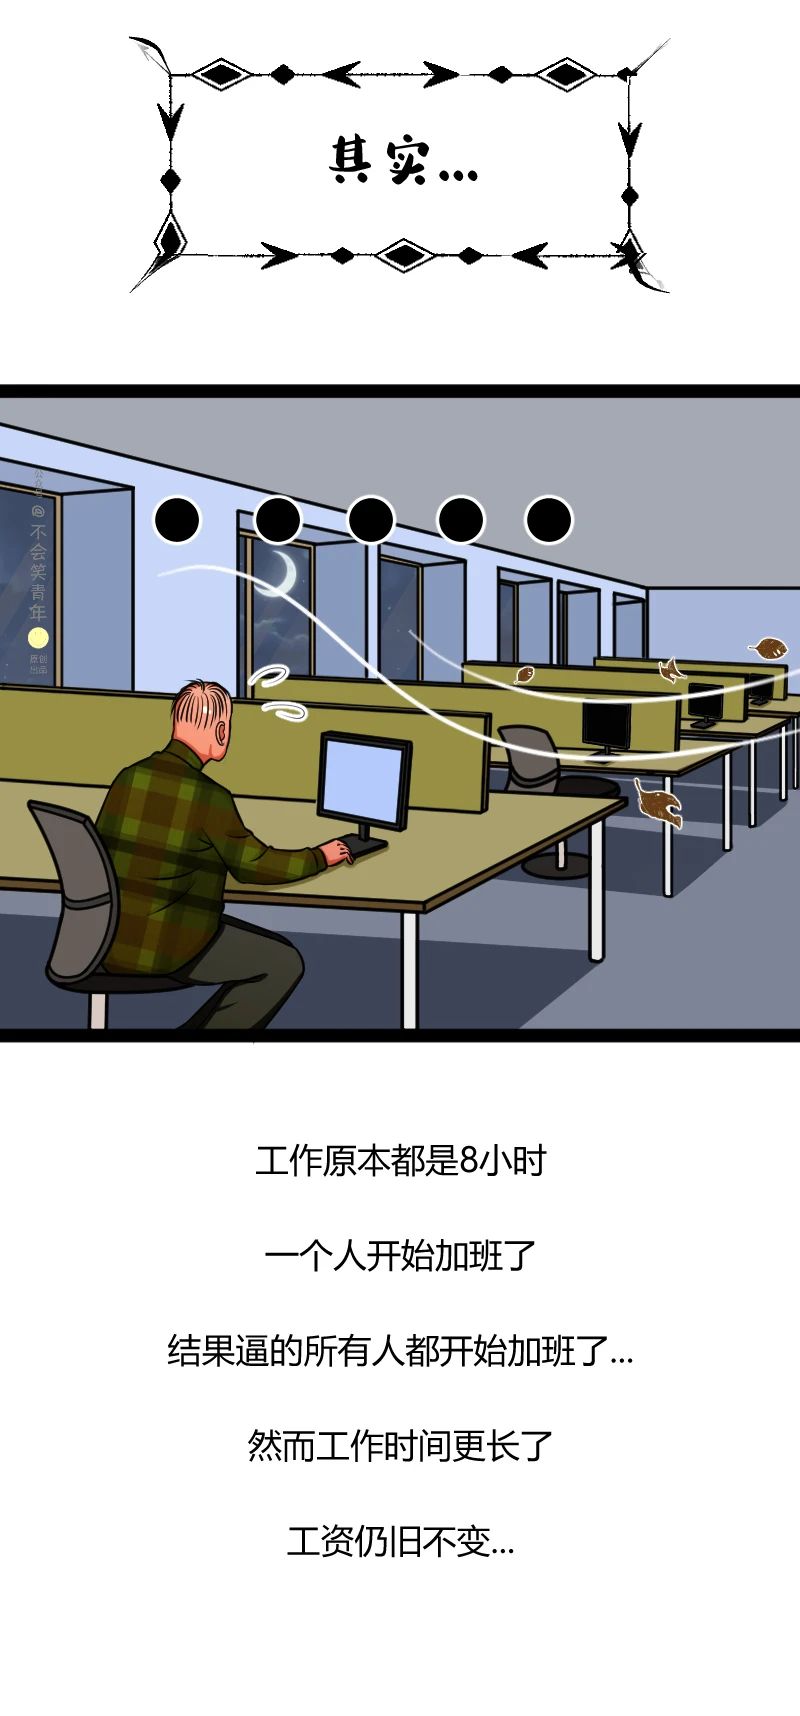 其实...
公众号
不会笑青年
原创
出品
工作原本都是8小时
一个人开始加班了
结果逼的所有人都开始加班了...
然而工作时间更长了
工资仍旧不变...